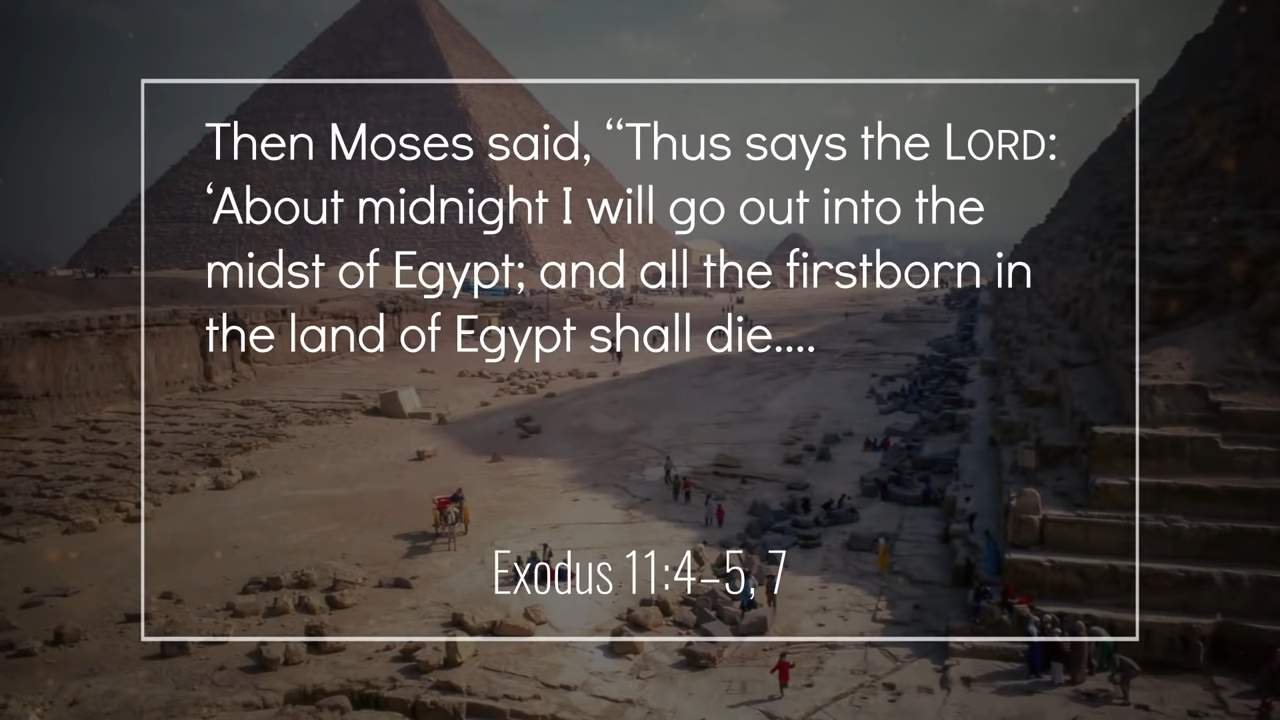 Then Moses said, “Thus says the LORD:
‘About midnight I will go out into the
midst of Egypt; and all the firstborn in
the land of Egypt shall die....
Exodus 11:4–5, 7